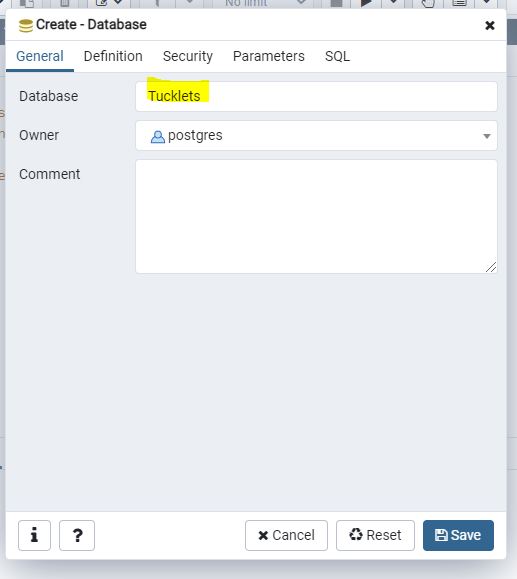 No limit
Create - Database
General Definition Security Parameters SQL
Database Tucklets
Owner postgres
Comment
i ? Cancel Reset Save